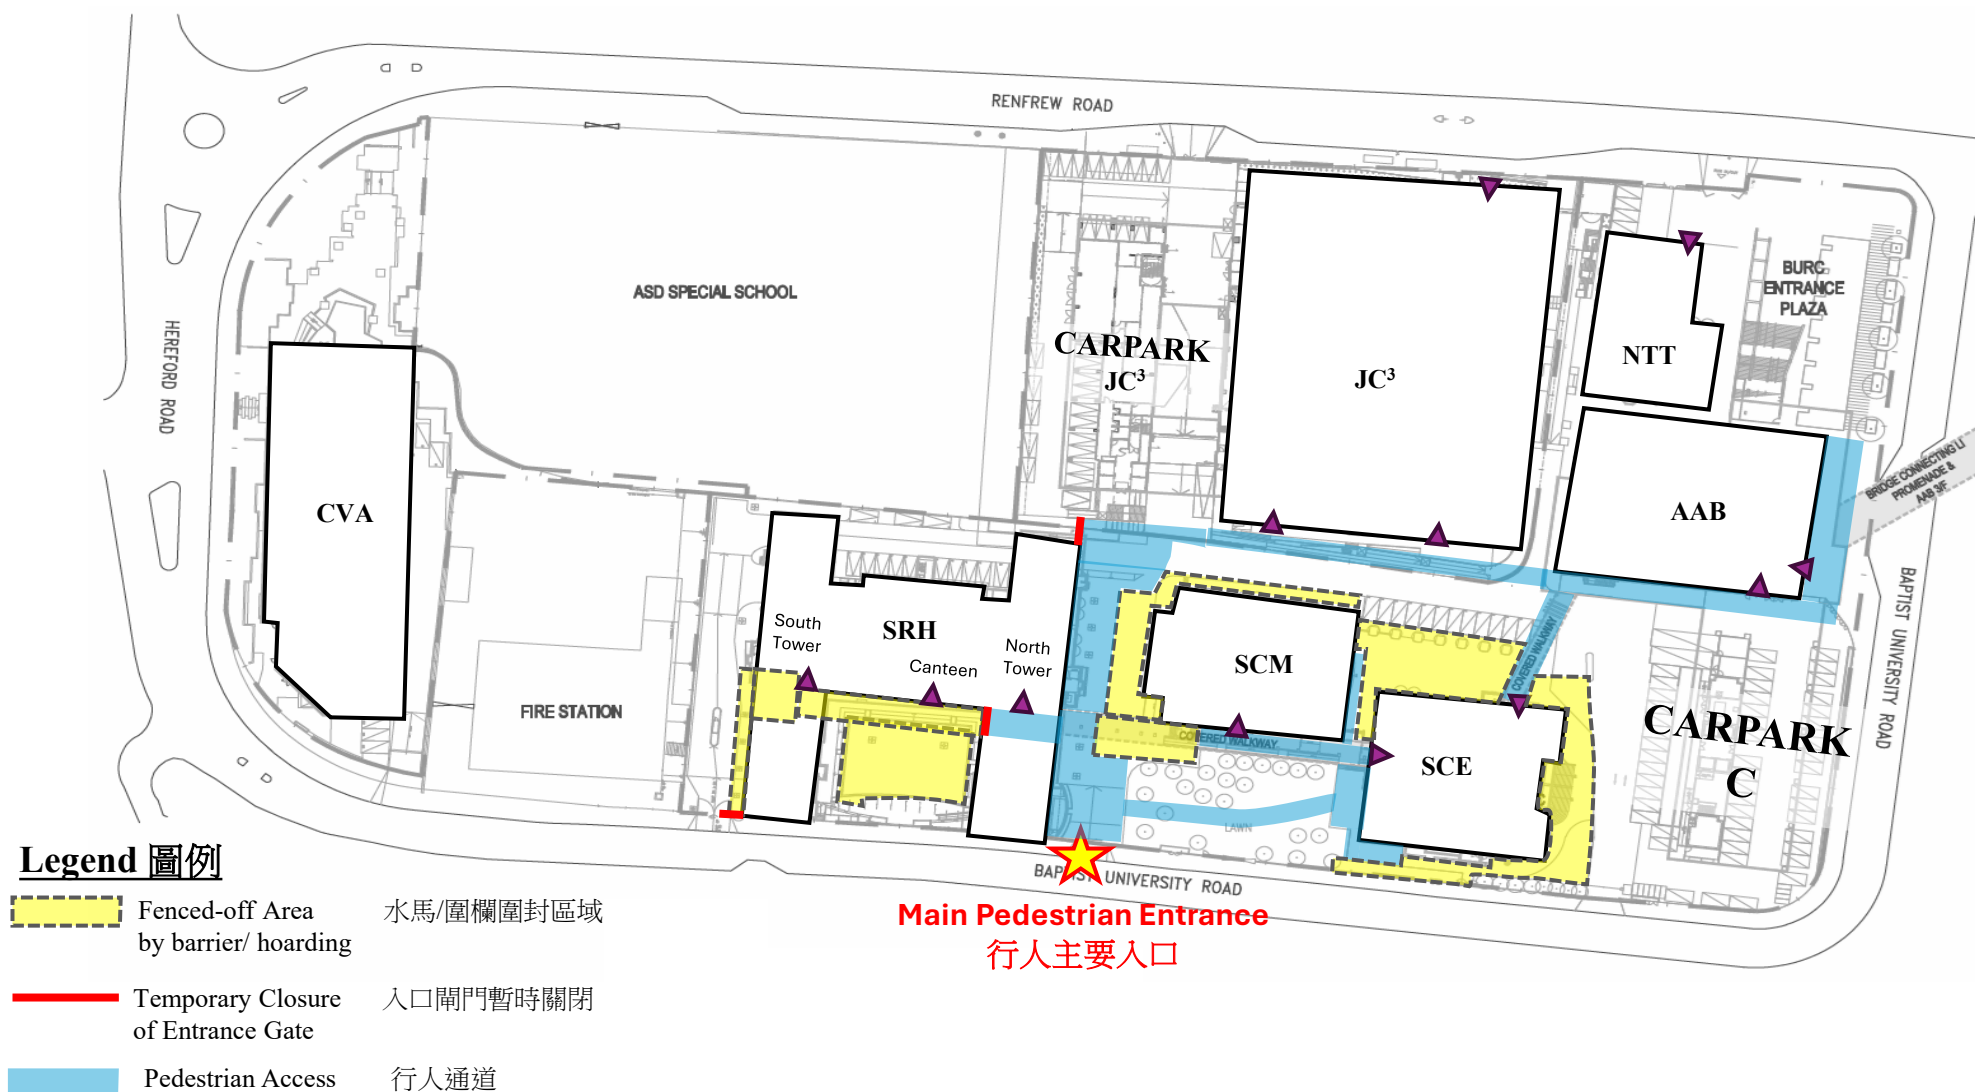 RENFREW ROAD
ASD SPECIAL SCHOOL
HEREFORD ROAD
CARPARK
JC³
JC³
NTT
BURC
ENTRANCE
PLAZA
BRIDGE CONNECTING LT
PROMENADE &
AAB 3/F
CVA
AAB
BAPTIST UNIVERSITY ROAD
South
Tower
SRH
Canteen
North
Tower
SCM
COVERED WALKWAY
FIRE STATION
COVERED WALKWAY
SCE
CARPARK
C
LAWN
BAPTIST UNIVERSITY ROAD
Main Pedestrian Entrance
行人主要入口
Legend 圖例
Fenced-off Area 水馬/圍欄圍封區域
by barrier/ hoarding
Temporary Closure 入口閘門暫時關閉
of Entrance Gate
Pedestrian Access 行人通道